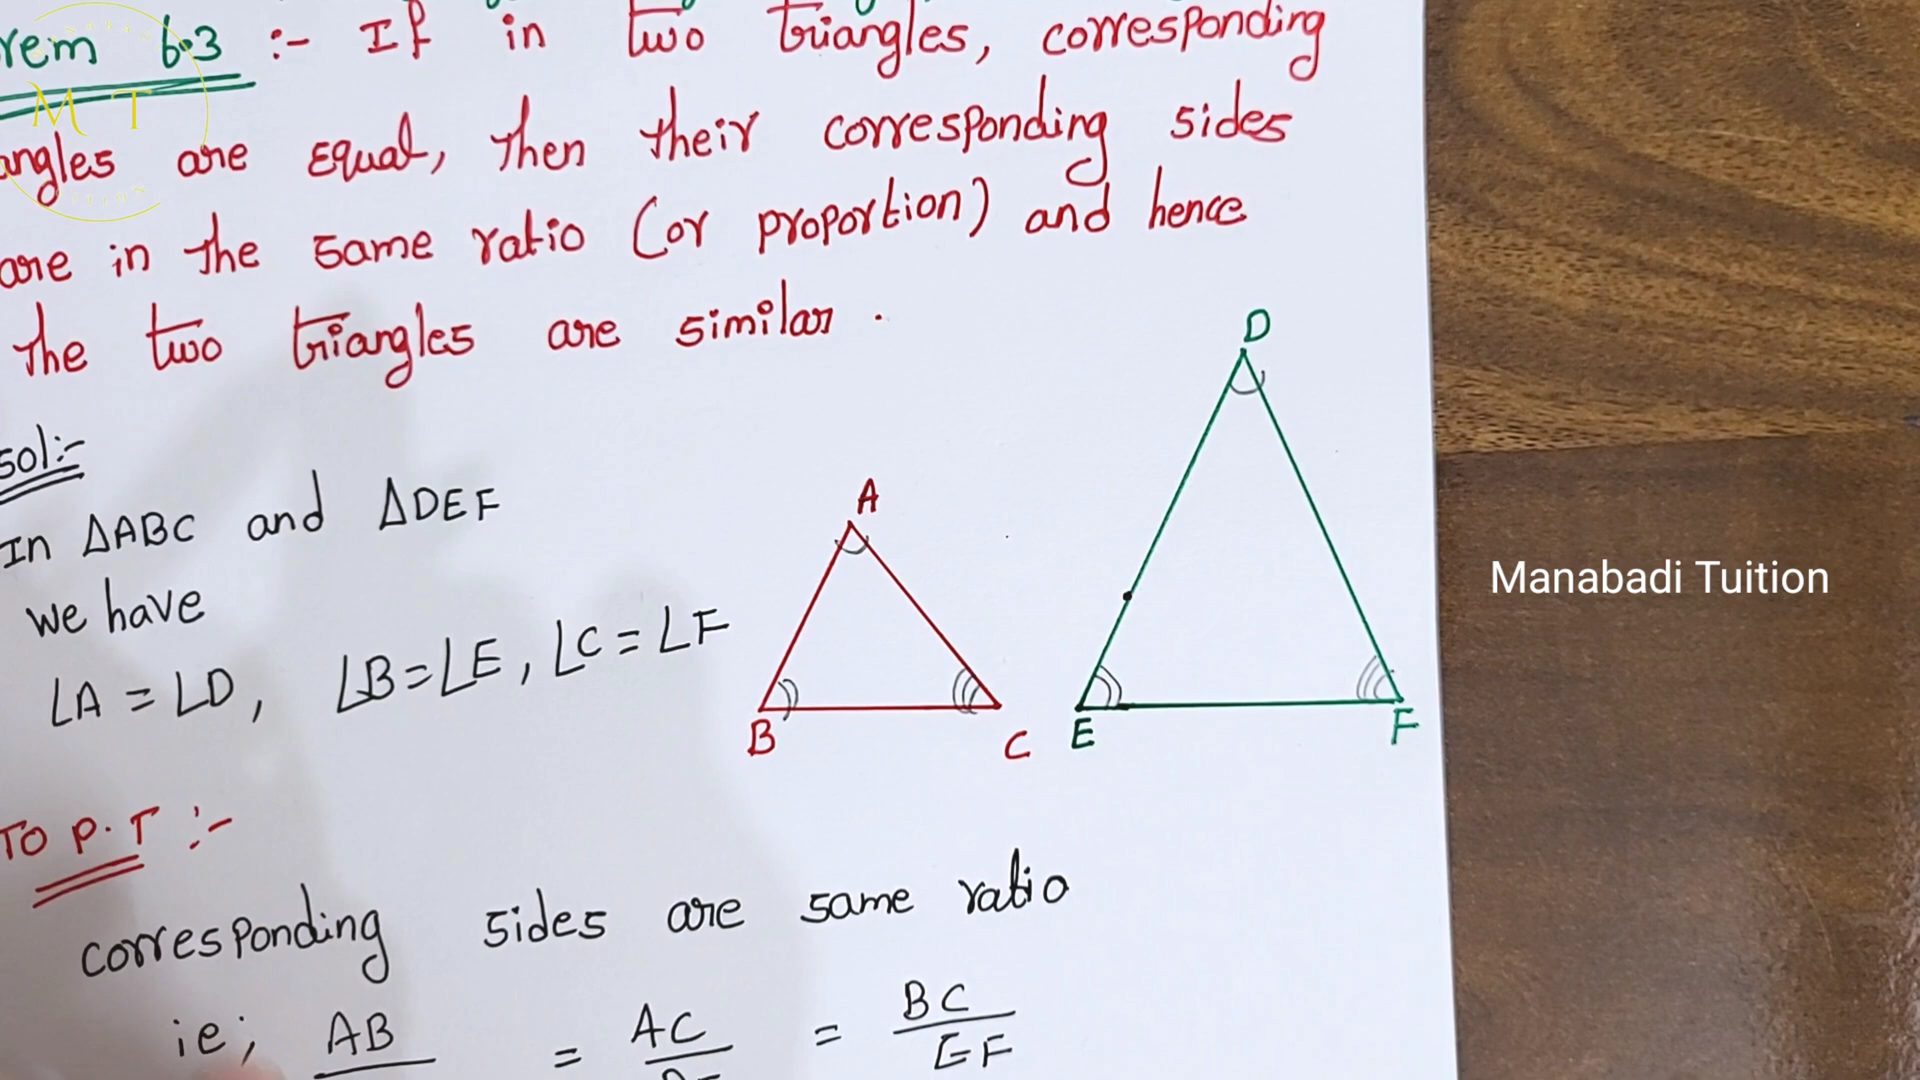 rem 6.3 :- If in two triangles, corresponding
angles are Equal, then their corresponding sides
are in the same ratio (or proportion) and hence
the two triangles are similar.
sol:-
In ΔABC and ΔDEF
we have
∠A = ∠D, ∠B = ∠E, ∠C = ∠F
TO P.T :-
corresponding sides are same ratio
ie; AB = AC = BC
EF
D
A
B C E F
M T
Manabadi Tuition